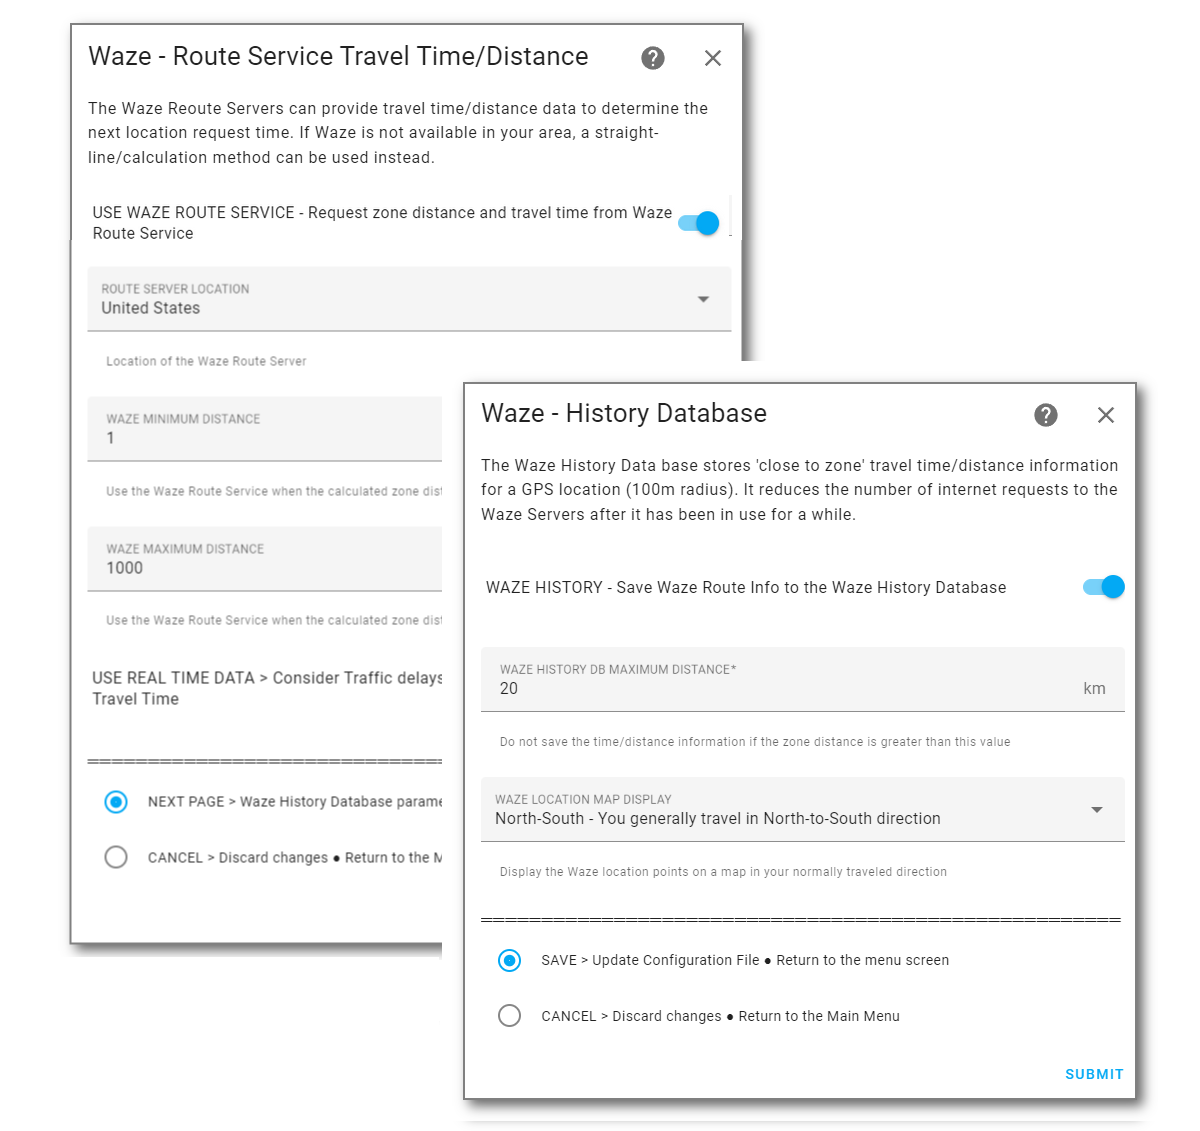 Waze - Route Service Travel Time/Distance
The Waze Reoute Servers can provide travel time/distance data to determine the
next location request time. If Waze is not available in your area, a straight-
line/calculation method can be used instead.
USE WAZE ROUTE SERVICE - Request zone distance and travel time from Waze
Route Service
ROUTE SERVER LOCATION
United States
Location of the Waze Route Server
WAZE MINIMUM DISTANCE
1
Use the Waze Route Service when the calculated zone dist
WAZE MAXIMUM DISTANCE
1000
Use the Waze Route Service when the calculated zone dist
USE REAL TIME DATA > Consider Traffic delays
Travel Time
NEXT PAGE > Waze History Database parame
CANCEL > Discard changes ● Return to the M
Waze - History Database
The Waze History Data base stores 'close to zone' travel time/distance information
for a GPS location (100m radius). It reduces the number of internet requests to the
Waze Servers after it has been in use for a while.
WAZE HISTORY - Save Waze Route Info to the Waze History Database
WAZE HISTORY DB MAXIMUM DISTANCE*
20 km
Do not save the time/distance information if the zone distance is greater than this value
WAZE LOCATION MAP DISPLAY
North-South - You generally travel in North-to-South direction
Display the Waze location points on a map in your normally traveled direction
SAVE > Update Configuration File ● Return to the menu screen
CANCEL > Discard changes ● Return to the Main Menu
SUBMIT